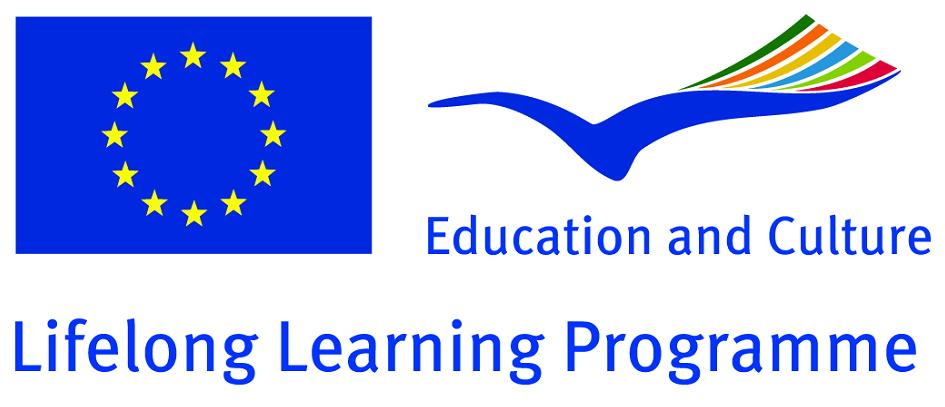 Education and Culture
Lifelong Learning Programme